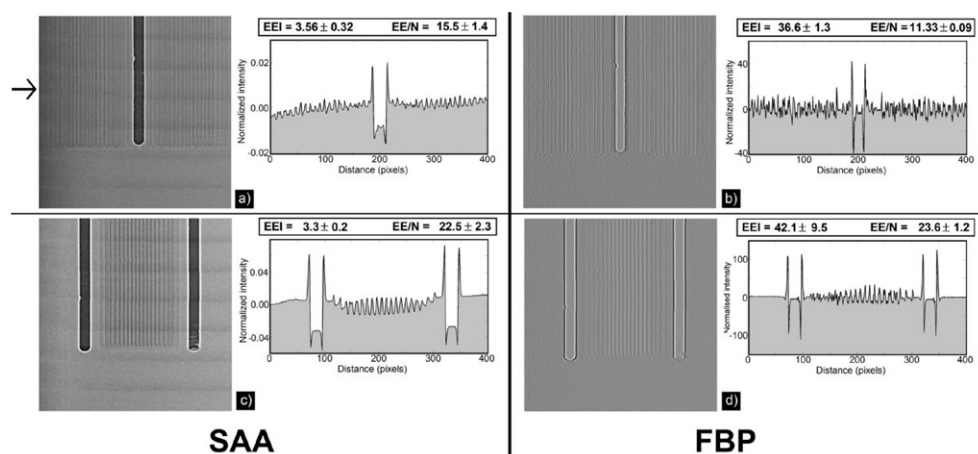 EEI = 3.56 ± 0.32 EE/N = 15.5 ± 1.4
Normalized intensity
0.02
0.00
-0.02
0 100 200 300 400
Distance (pixels)
a)
EEI = 36.6 ± 1.3 EE/N = 11.33 ± 0.09
Normalized intensity
40
0
-40
0 100 200 300 400
Distance (pixels)
b)
EEI = 3.3 ± 0.2 EE/N = 22.5 ± 2.3
Normalized intensity
0.04
0.00
-0.04
0 100 200 300 400
Distance (pixels)
c)
EEI = 42.1 ± 9.5 EE/N = 23.6 ± 1.2
Normalised intensity
100
0
-100
0 100 200 300 400
Distance (pixels)
d)
SAA
FBP